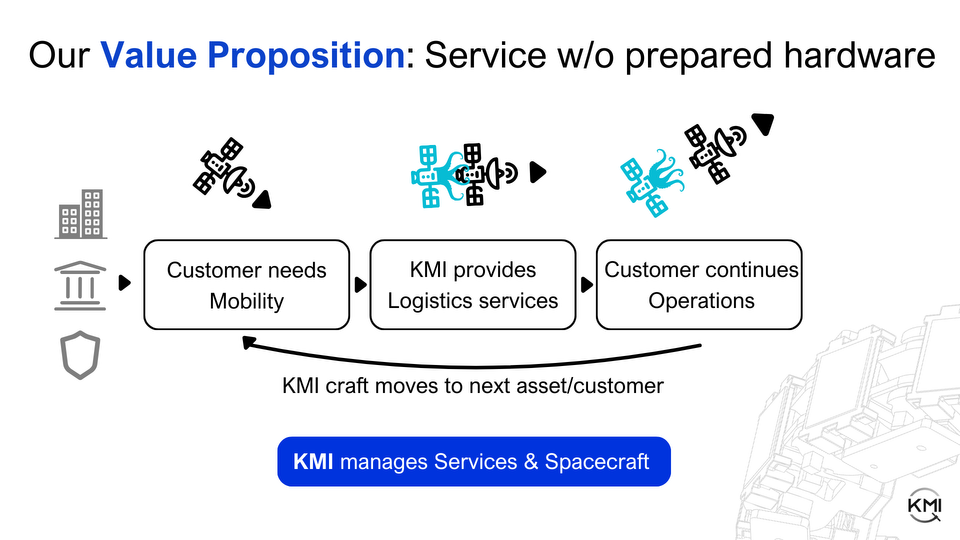 Our Value Proposition: Service w/o prepared hardware
Customer needs
Mobility
KMI provides
Logistics services
Customer continues
Operations
KMI craft moves to next asset/customer
KMI manages Services & Spacecraft
KMI